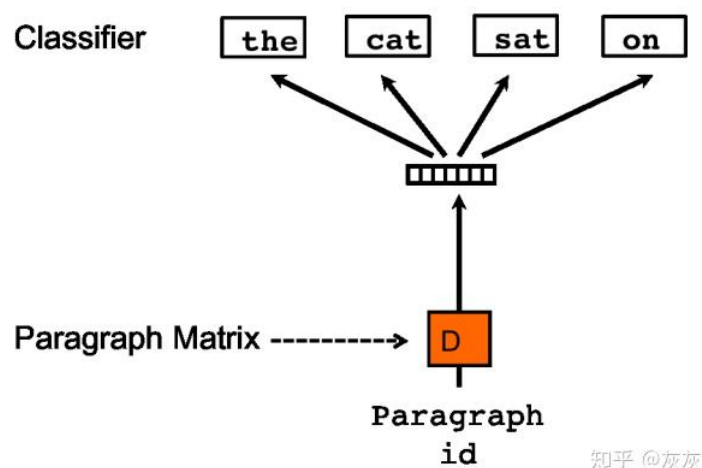 Classifier
the cat sat on
Paragraph Matrix
D
Paragraph
id
知乎 @灰灰